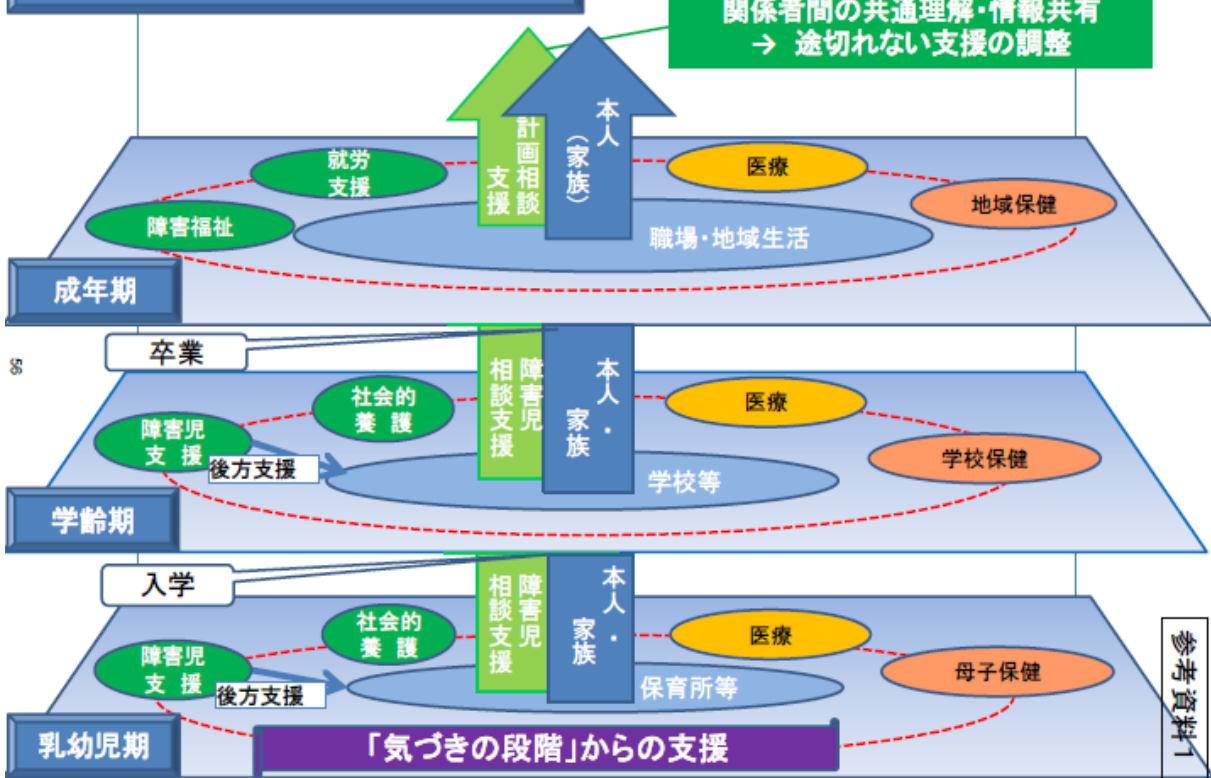 関係者間の共通理解・情報共有
→ 途切れない支援の調整
本人
（家族）
計画相談
支援
就労
支援
医療
障害福祉
地域保健
職場・地域生活
成年期
卒業
56
障害児
相談支援
本人・
家族
社会的
養護
医療
障害児
支援
後方支援
学校保健
学校等
学齢期
入学
障害児
相談支援
本人・
家族
社会的
養護
医療
障害児
支援
後方支援
母子保健
保育所等
参考資料1
乳幼児期
「気づきの段階」からの支援